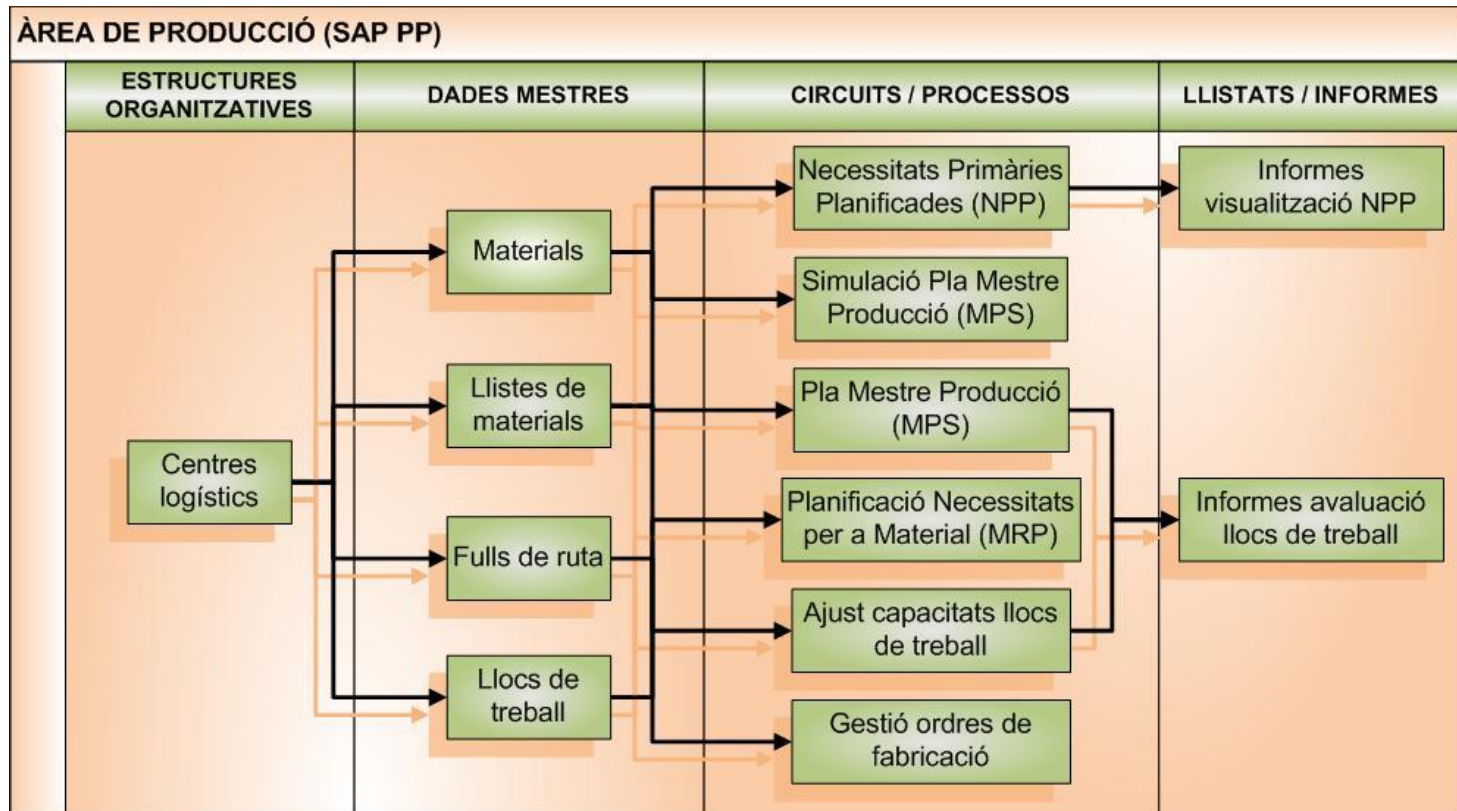 ÀREA DE PRODUCCIÓ (SAP PP)
ESTRUCTURES
ORGANITZATIVES
DADES MESTRES
CIRCUITS / PROCESSOS
LLISTATS / INFORMES
Centres
logístics
Materials
Llistes de
materials
Fulls de ruta
Llocs de
treball
Necessitats Primàries
Planificades (NPP)
Simulació Pla Mestre
Producció (MPS)
Pla Mestre Producció
(MPS)
Planificació Necessitats
per a Material (MRP)
Ajust capacitats llocs
de treball
Gestió ordres de
fabricació
Informes
visualització NPP
Informes avaluació
llocs de treball